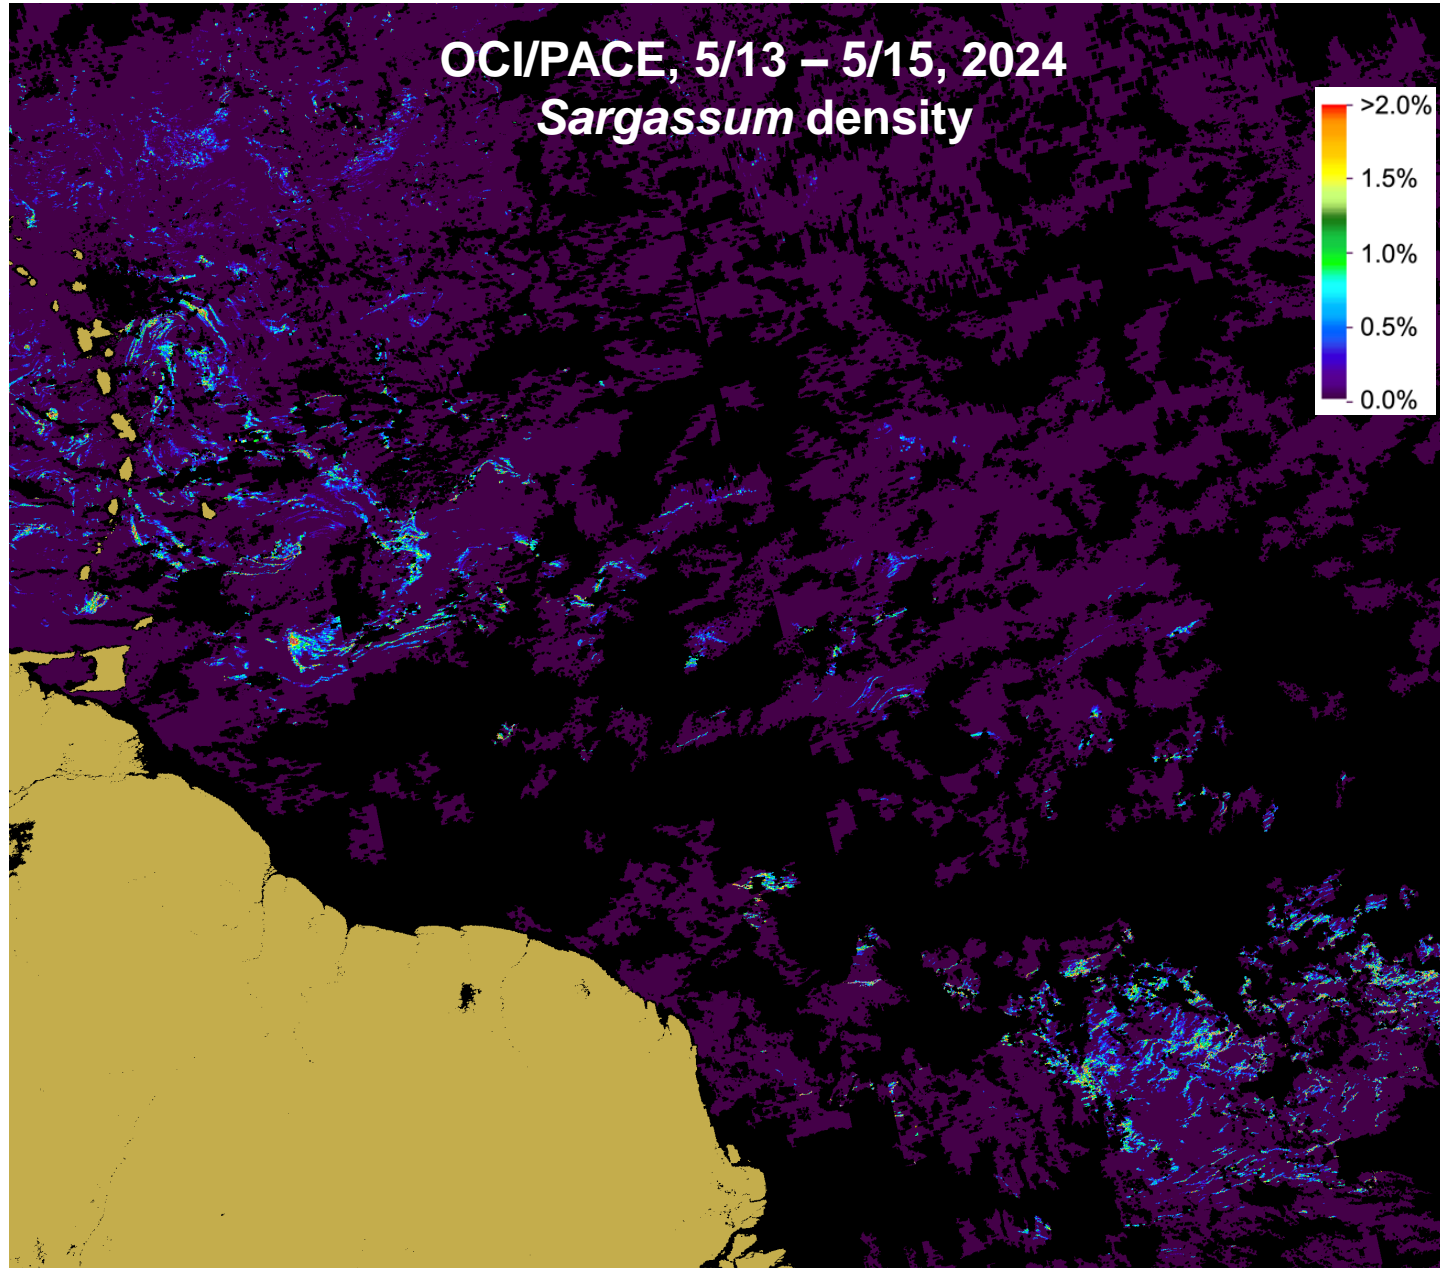 OCI/PACE, 5/13 – 5/15, 2024
Sargassum density
>2.0%
1.5%
1.0%
0.5%
0.0%